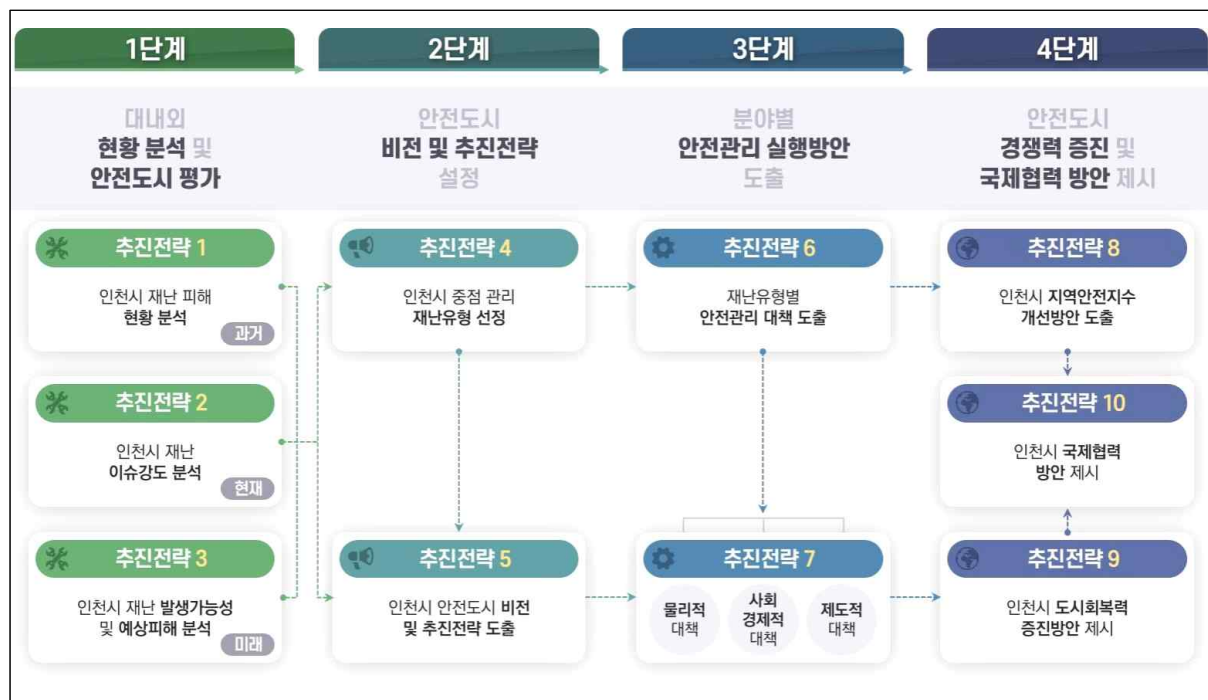 1단계
대내외
현황 분석 및
안전도시 평가
추진전략 1
인천시 재난 피해
현황 분석
과거
추진전략 2
인천시 재난
이슈강도 분석
현재
추진전략 3
인천시 재난 발생가능성
및 예상피해 분석
미래
2단계
안전도시
비전 및 추진전략
설정
추진전략 4
인천시 중점 관리
재난유형 선정
추진전략 5
인천시 안전도시 비전
및 추진전략 도출
3단계
분야별
안전관리 실행방안
도출
추진전략 6
재난유형별
안전관리 대책 도출
추진전략 7
물리적
대책
사회
경제적
대책
제도적
대책
4단계
안전도시
경쟁력 증진 및
국제협력 방안 제시
추진전략 8
인천시 지역안전지수
개선방안 도출
추진전략 10
인천시 국제협력
방안 제시
추진전략 9
인천시 도시회복력
증진방안 제시